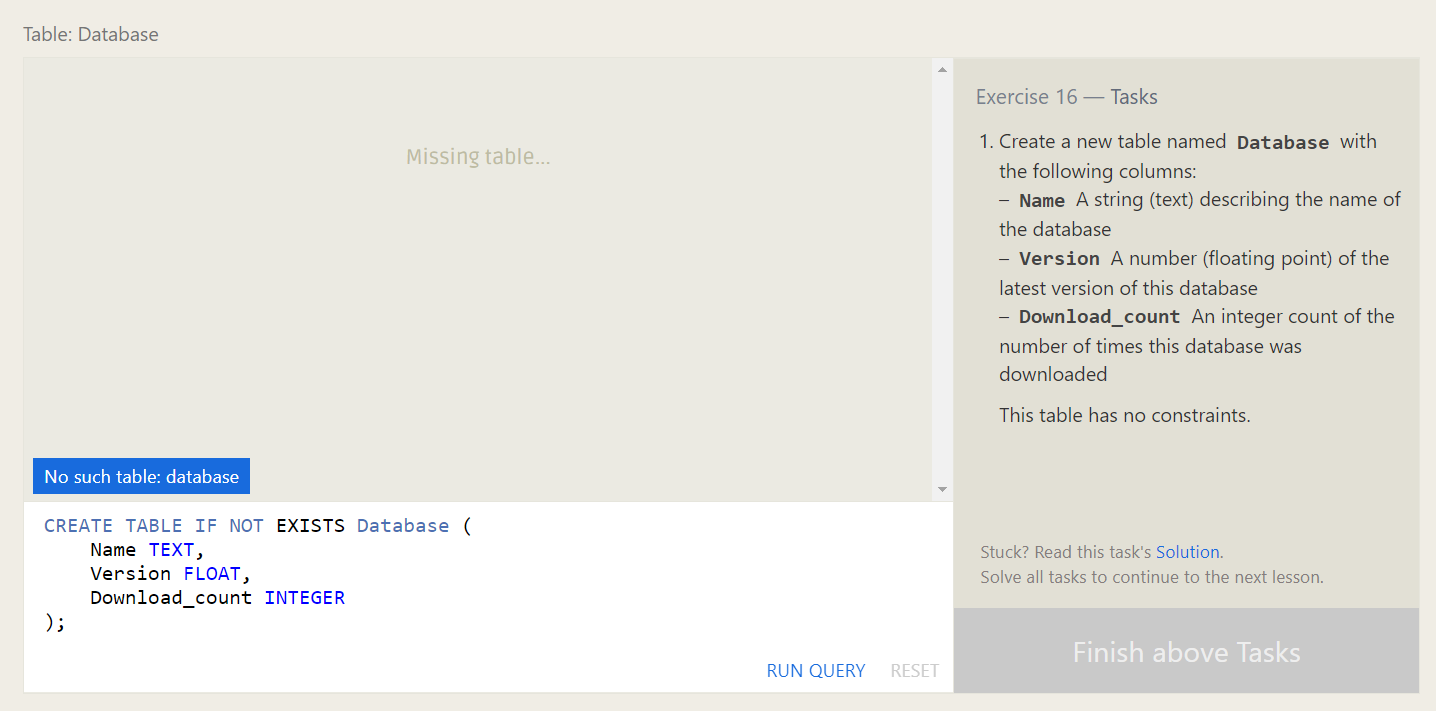 Table: Database
Missing table…
No such table: database
CREATE TABLE IF NOT EXISTS Database (
    Name TEXT,
    Version FLOAT,
    Download_count INTEGER
);
RUN QUERY RESET
Exercise 16 — Tasks
1. Create a new table named Database with
the following columns:
– Name A string (text) describing the name of
the database
– Version A number (floating point) of the
latest version of this database
– Download_count An integer count of the
number of times this database was
downloaded
This table has no constraints.
Stuck? Read this task's Solution.
Solve all tasks to continue to the next lesson.
Finish above Tasks